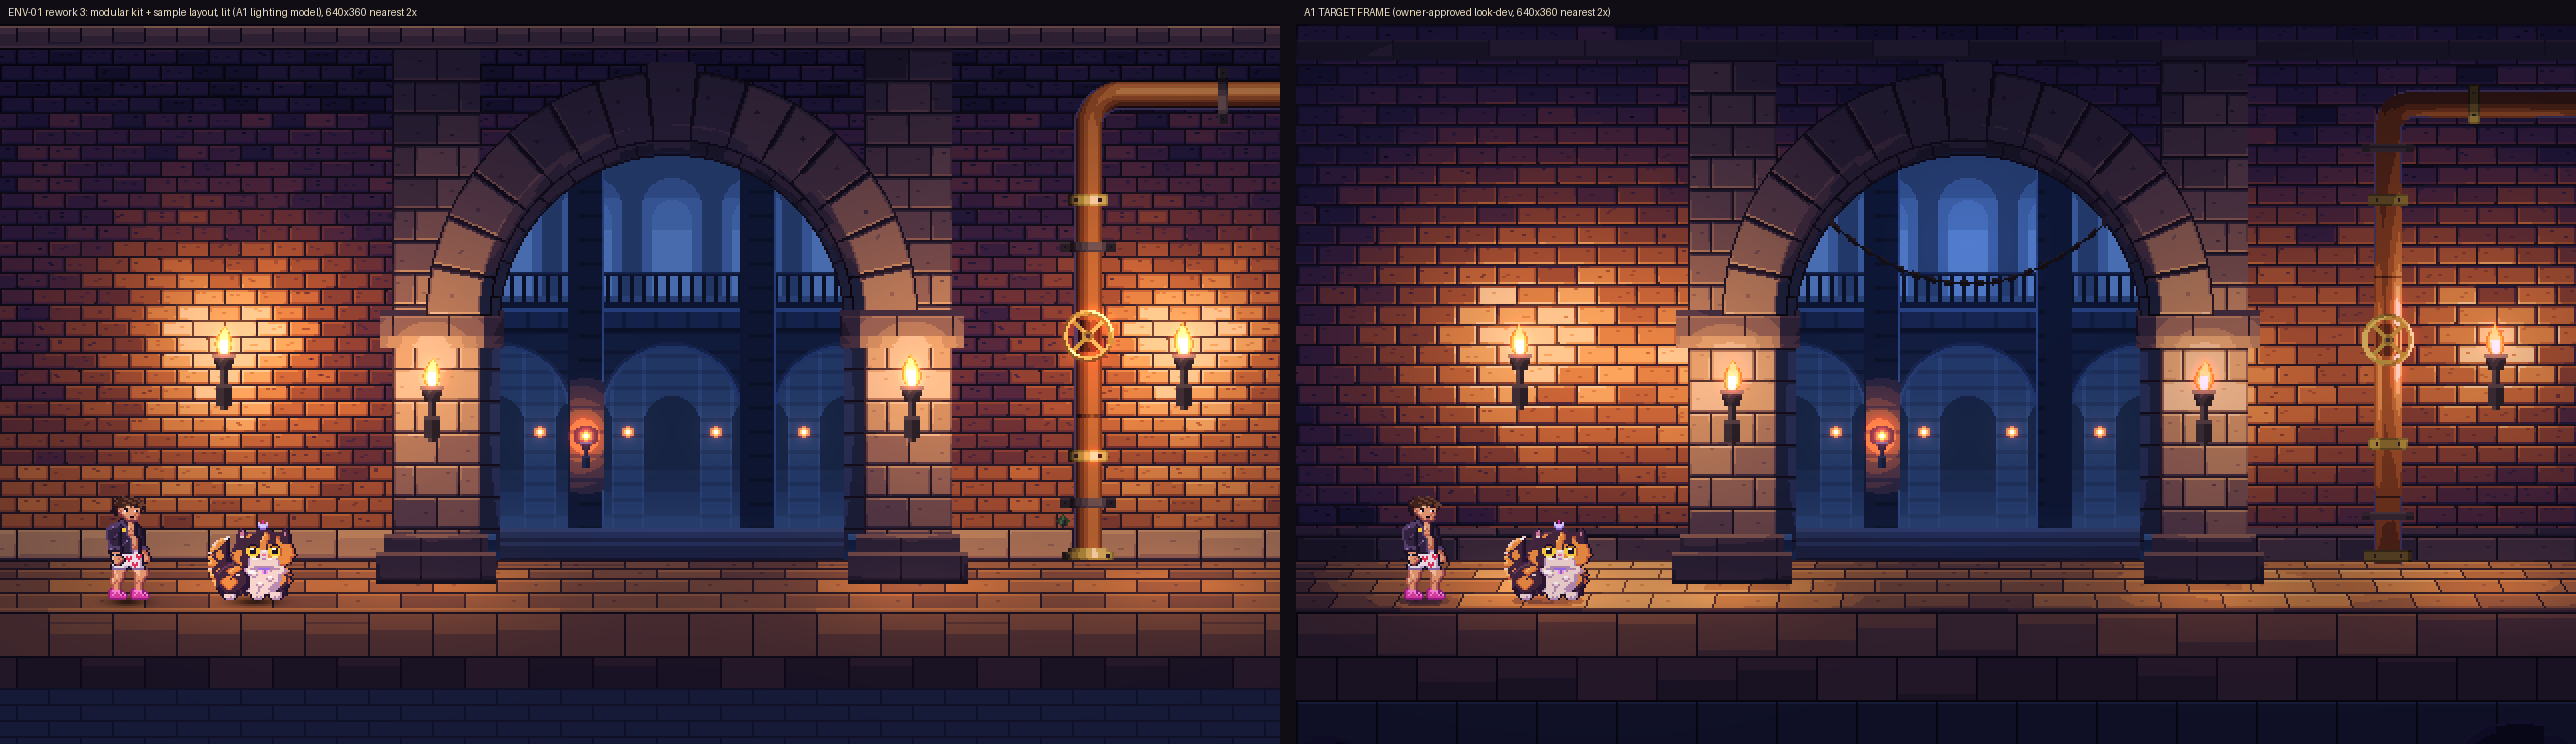 ENV-01 rework 3: modular kit + sample layout, lit (A1 lighting model), 640x360 nearest 2x
A1 TARGET FRAME (owner-approved look-dev, 640x360 nearest 2x)